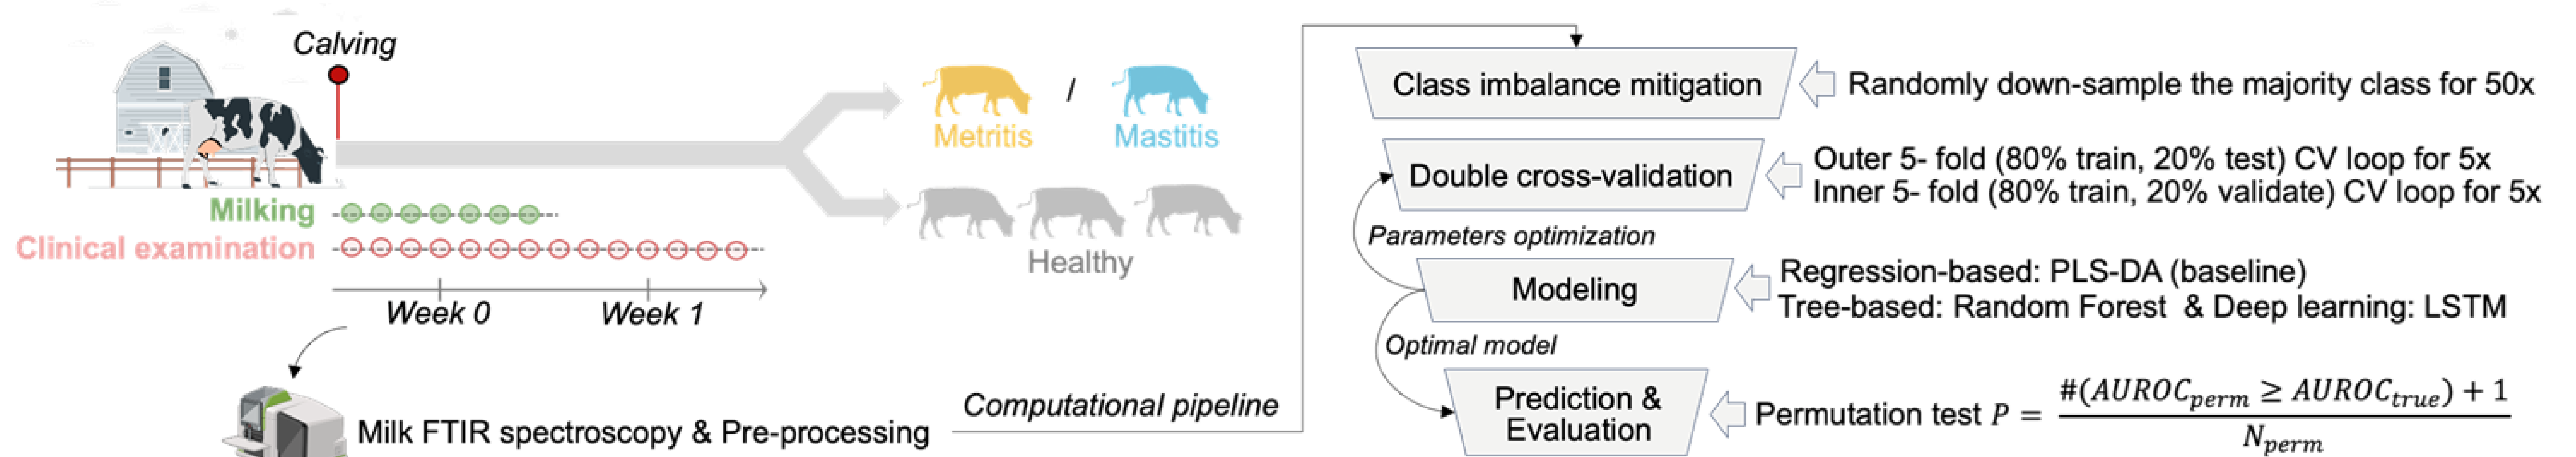 Calving
Metritis / Mastitis
Healthy
Milking
Clinical examination
Week 0 Week 1
Milk FTIR spectroscopy & Pre-processing
Computational pipeline
Class imbalance mitigation
Randomly down-sample the majority class for 50x
Double cross-validation
Outer 5- fold (80% train, 20% test) CV loop for 5x
Inner 5- fold (80% train, 20% validate) CV loop for 5x
Parameters optimization
Modeling
Regression-based: PLS-DA (baseline)
Tree-based: Random Forest & Deep learning: LSTM
Optimal model
Prediction &
Evaluation
Permutation test P = #(AUROC_perm ≥ AUROC_true) + 1
N_perm